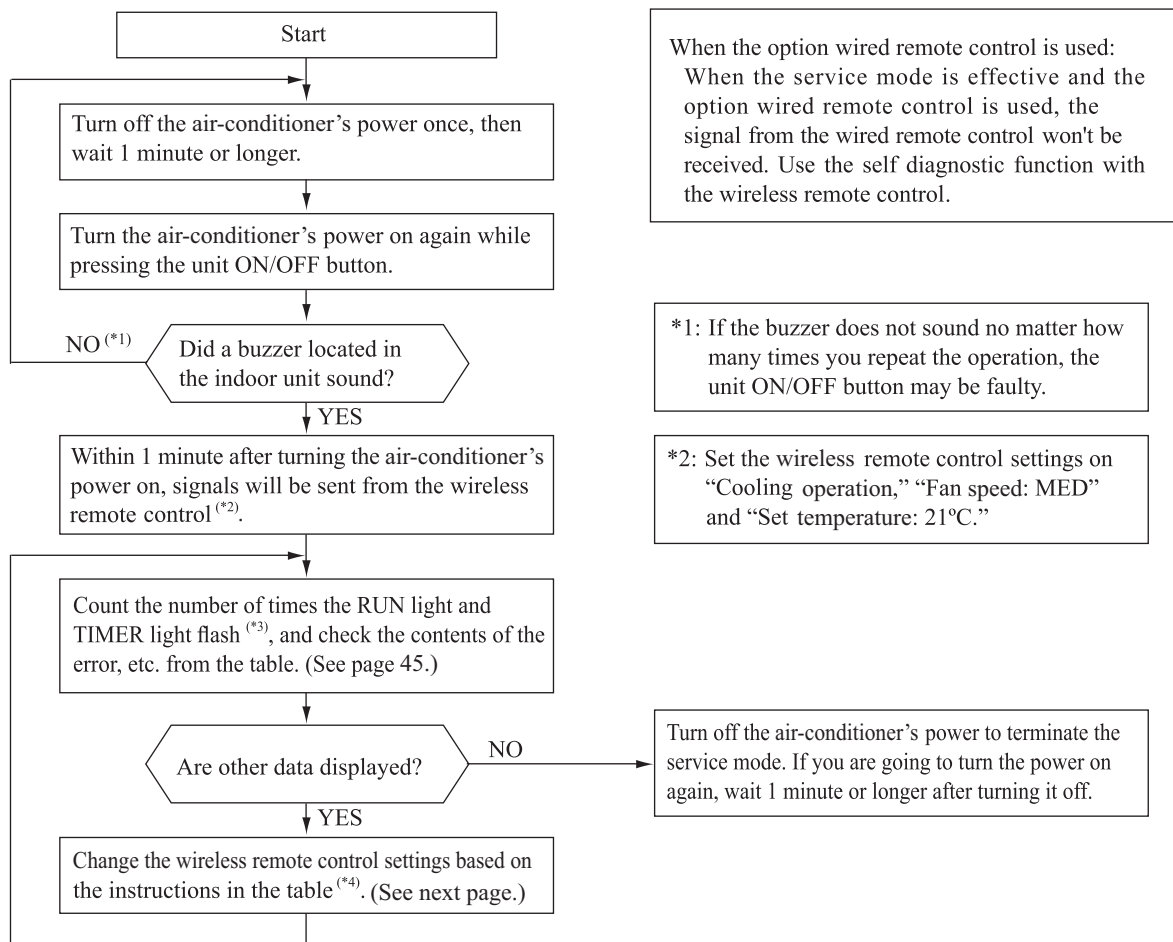 Start
Turn off the air-conditioner's power once, then
wait 1 minute or longer.
Turn the air-conditioner's power on again while
pressing the unit ON/OFF button.
NO (*1)
Did a buzzer located in
the indoor unit sound?
YES
Within 1 minute after turning the air-conditioner's
power on, signals will be sent from the wireless
remote control (*2).
Count the number of times the RUN light and
TIMER light flash (*3), and check the contents of the
error, etc. from the table. (See page 45.)
Are other data displayed?
NO
Turn off the air-conditioner's power to terminate the
service mode. If you are going to turn the power on
again, wait 1 minute or longer after turning it off.
YES
Change the wireless remote control settings based on
the instructions in the table (*4). (See next page.)
When the option wired remote control is used:
When the service mode is effective and the
option wired remote control is used, the
signal from the wired remote control won't be
received. Use the self diagnostic function with
the wireless remote control.
*1: If the buzzer does not sound no matter how
many times you repeat the operation, the
unit ON/OFF button may be faulty.
*2: Set the wireless remote control settings on
“Cooling operation,” “Fan speed: MED”
and “Set temperature: 21ºC.”